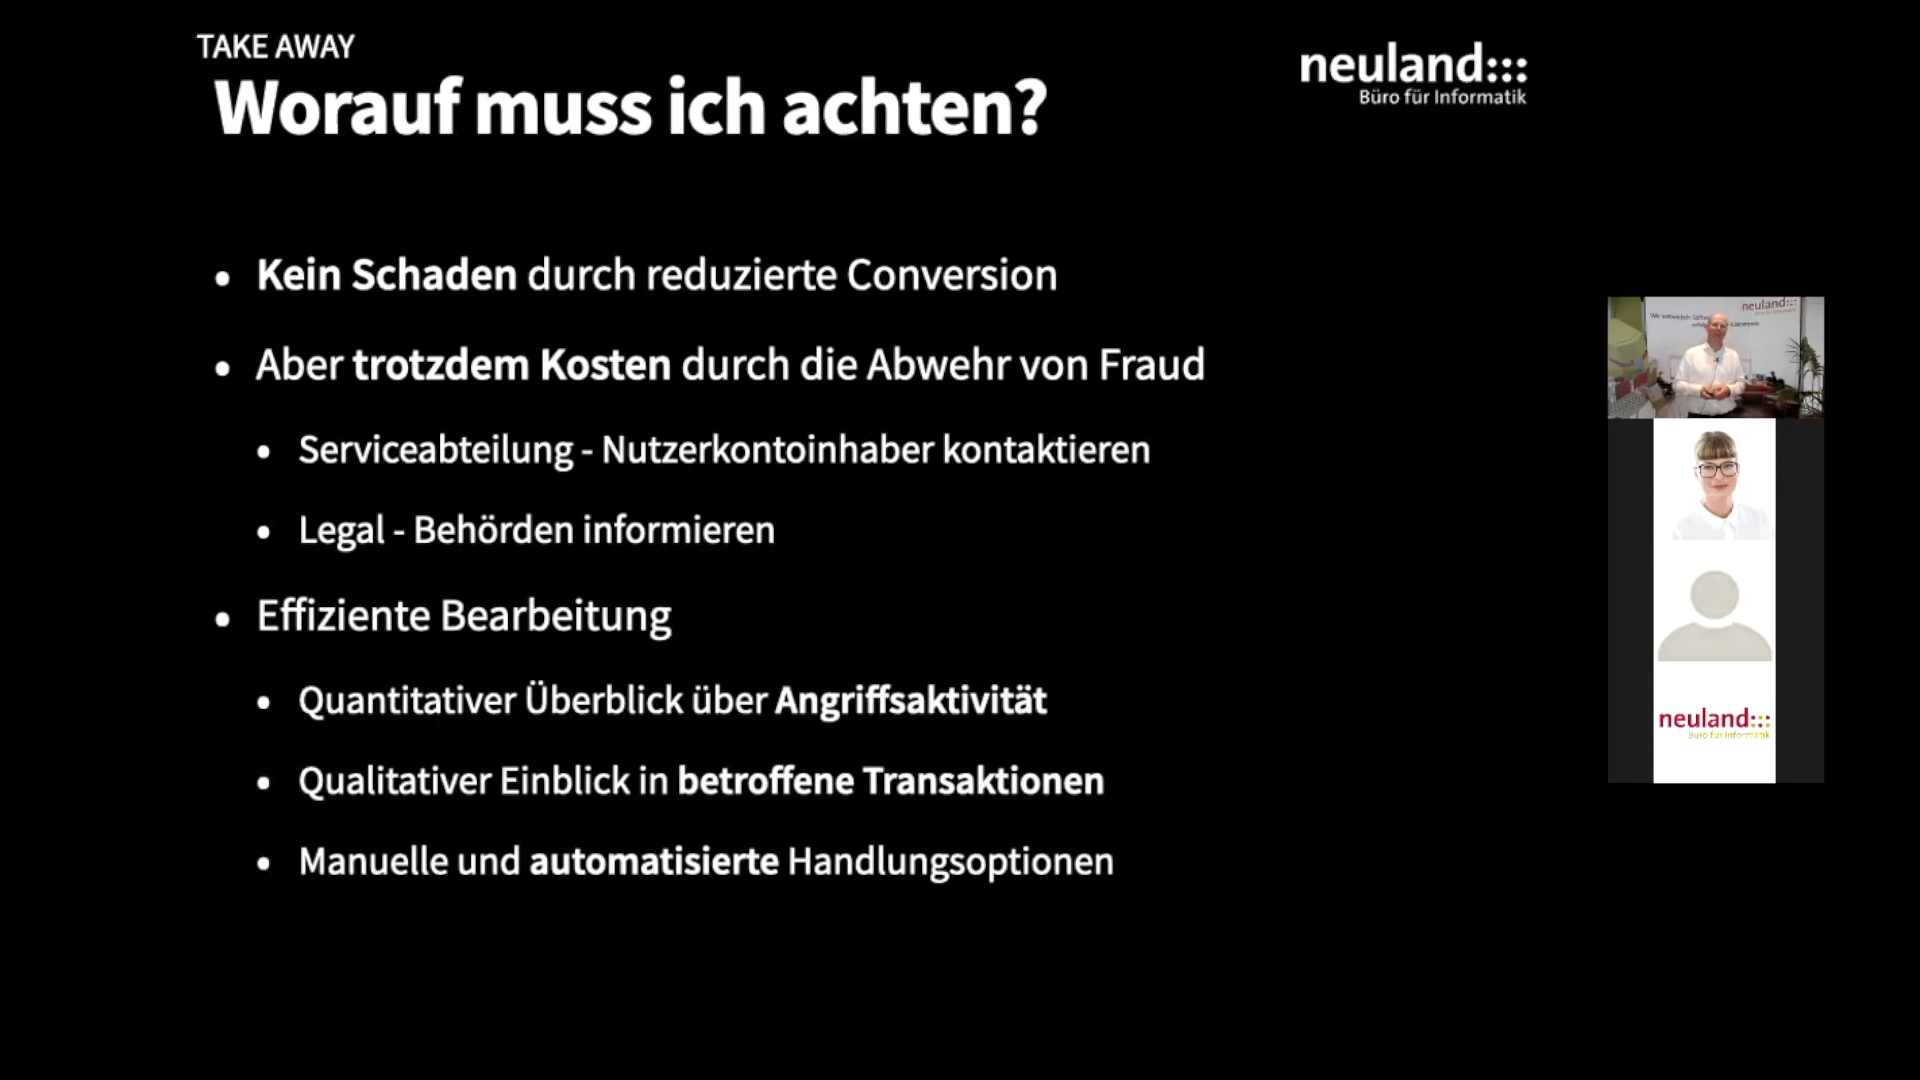 TAKE AWAY
Worauf muss ich achten?
neuland:::
Büro für Informatik
• Kein Schaden durch reduzierte Conversion
• Aber trotzdem Kosten durch die Abwehr von Fraud
• Serviceabteilung - Nutzerkontoinhaber kontaktieren
• Legal - Behörden informieren
• Effiziente Bearbeitung
• Quantitativer Überblick über Angriffsaktivität
• Qualitativer Einblick in betroffene Transaktionen
• Manuelle und automatisierte Handlungsoptionen
neuland:::
neuland:::
Büro für Informatik